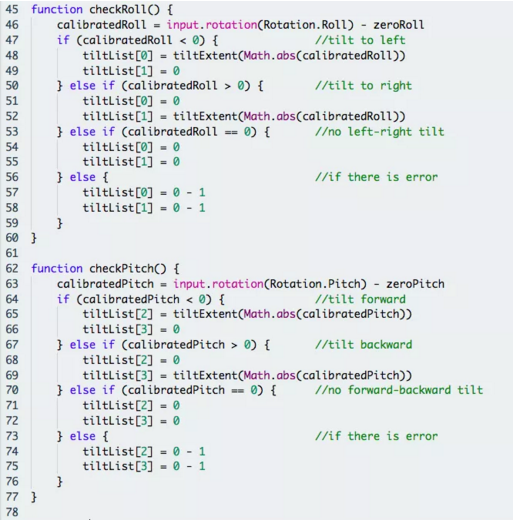 45 function checkRoll() {
46     calibratedRoll = input.rotation(Rotation.Roll) - zeroRoll
47     if (calibratedRoll < 0) {               //tilt to left
48         tiltList[0] = tiltExtent(Math.abs(calibratedRoll))
49         tiltList[1] = 0
50     } else if (calibratedRoll > 0) {        //tilt to right
51         tiltList[0] = 0
52         tiltList[1] = tiltExtent(Math.abs(calibratedRoll))
53     } else if (calibratedRoll == 0) {       //no left-right tilt
54         tiltList[0] = 0
55         tiltList[1] = 0
56     } else {                                //if there is error
57         tiltList[0] = 0 - 1
58         tiltList[1] = 0 - 1
59     }
60 }
61
62 function checkPitch() {
63     calibratedPitch = input.rotation(Rotation.Pitch) - zeroPitch
64     if (calibratedPitch < 0) {              //tilt forward
65         tiltList[2] = tiltExtent(Math.abs(calibratedPitch))
66         tiltList[3] = 0
67     } else if (calibratedPitch > 0) {       //tilt backward
68         tiltList[2] = 0
69         tiltList[3] = tiltExtent(Math.abs(calibratedPitch))
70     } else if (calibratedPitch == 0) {      //no forward-backward tilt
71         tiltList[2] = 0
72         tiltList[3] = 0
73     } else {                                //if there is error
74         tiltList[2] = 0 - 1
75         tiltList[3] = 0 - 1
76     }
77 }
78